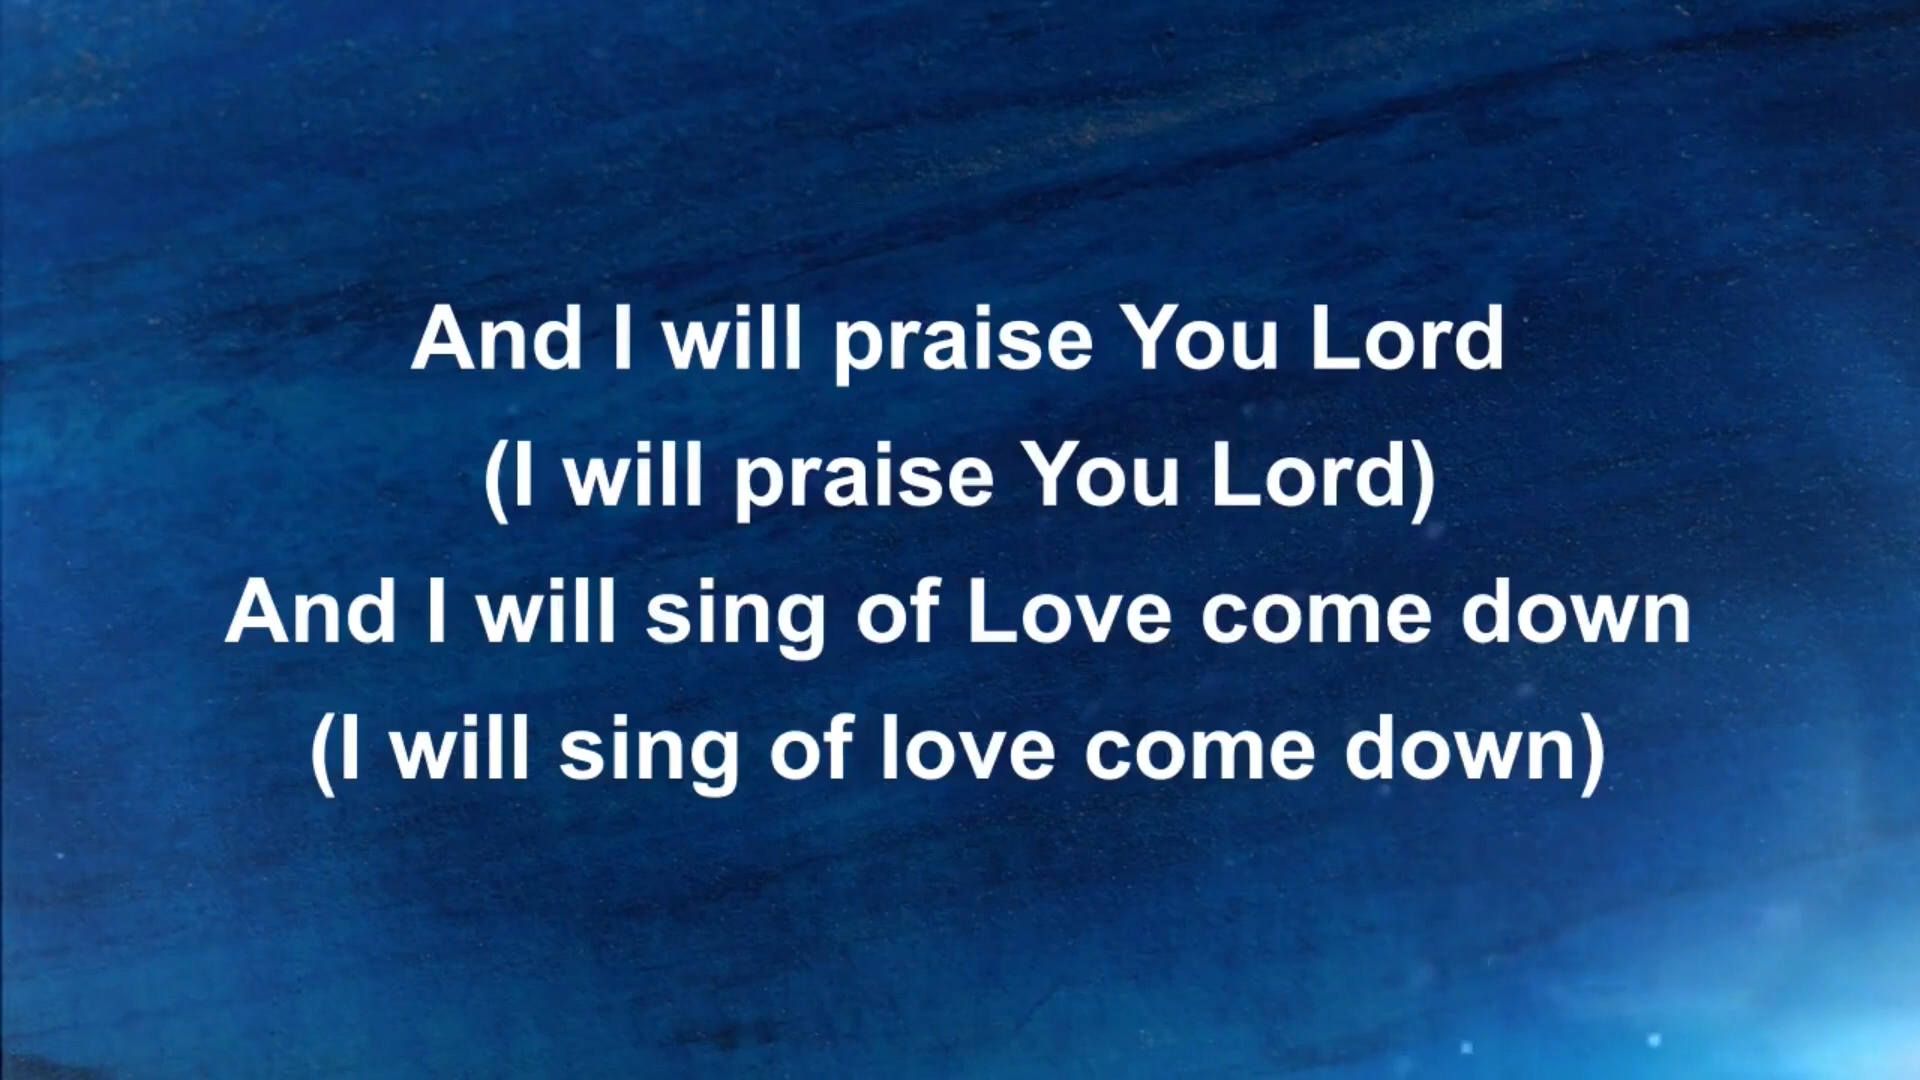 And I will praise You Lord
(I will praise You Lord)
And I will sing of Love come down
(I will sing of love come down)